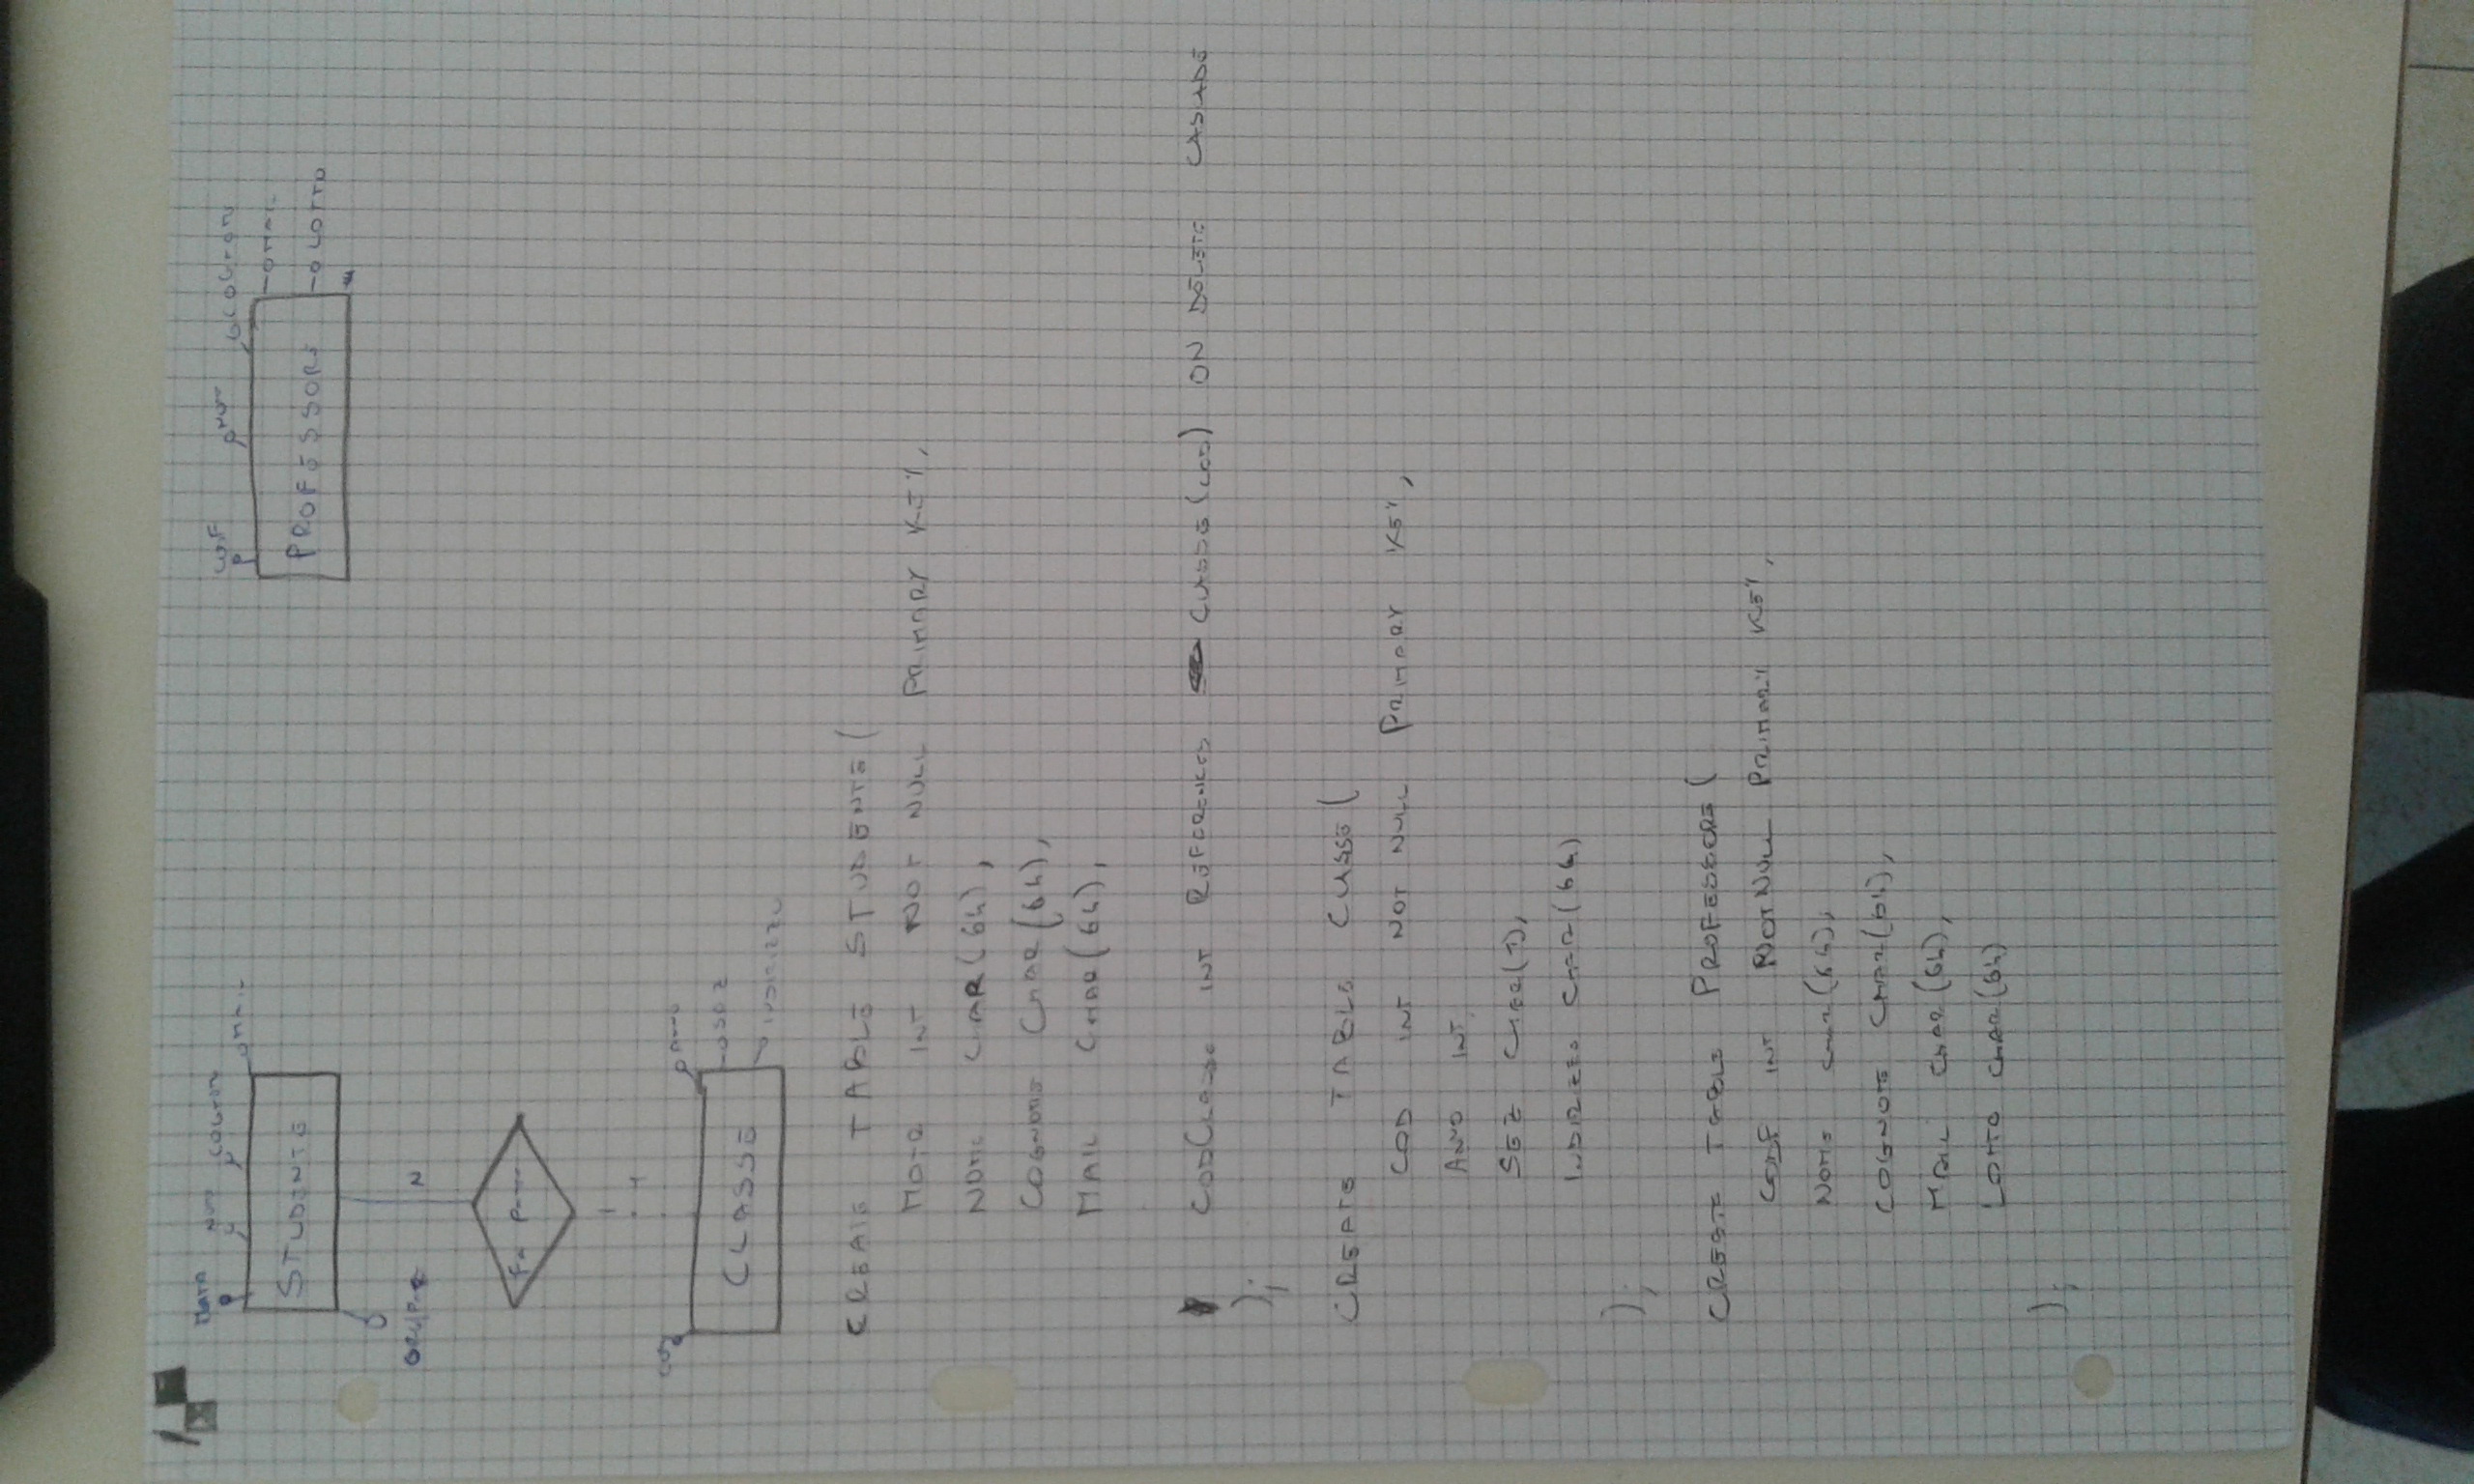 MATR NOME COGNOME MAIL
STUDENTE
N
CODF NOME COGNOME
MAIL
PROFESSORE
LOTTO
Fa Parte
1
COD ANNO
SEZ
CLASSE
INDIRIZZO
CREATE TABLE STUDENTE(
MATR INT NOT NULL PRIMARY KEY,
NOME CHAR(64),
COGNOME CHAR(64),
MAIL CHAR(64),
CODCLASSE INT REFERENCES CLASSE(COD) ON DELETE CASCADE
);
CREATE TABLE CLASSE(
COD INT NOT NULL PRIMARY KEY,
ANNO INT,
SEZ CHAR(1),
INDIRIZZO CHAR(64)
);
CREATE TABLE PROFESSORE(
CODF INT NOT NULL PRIMARY KEY,
NOME CHAR(64),
COGNOME CHAR(64),
MAIL CHAR(64),
LOTTO CHAR(64)
);